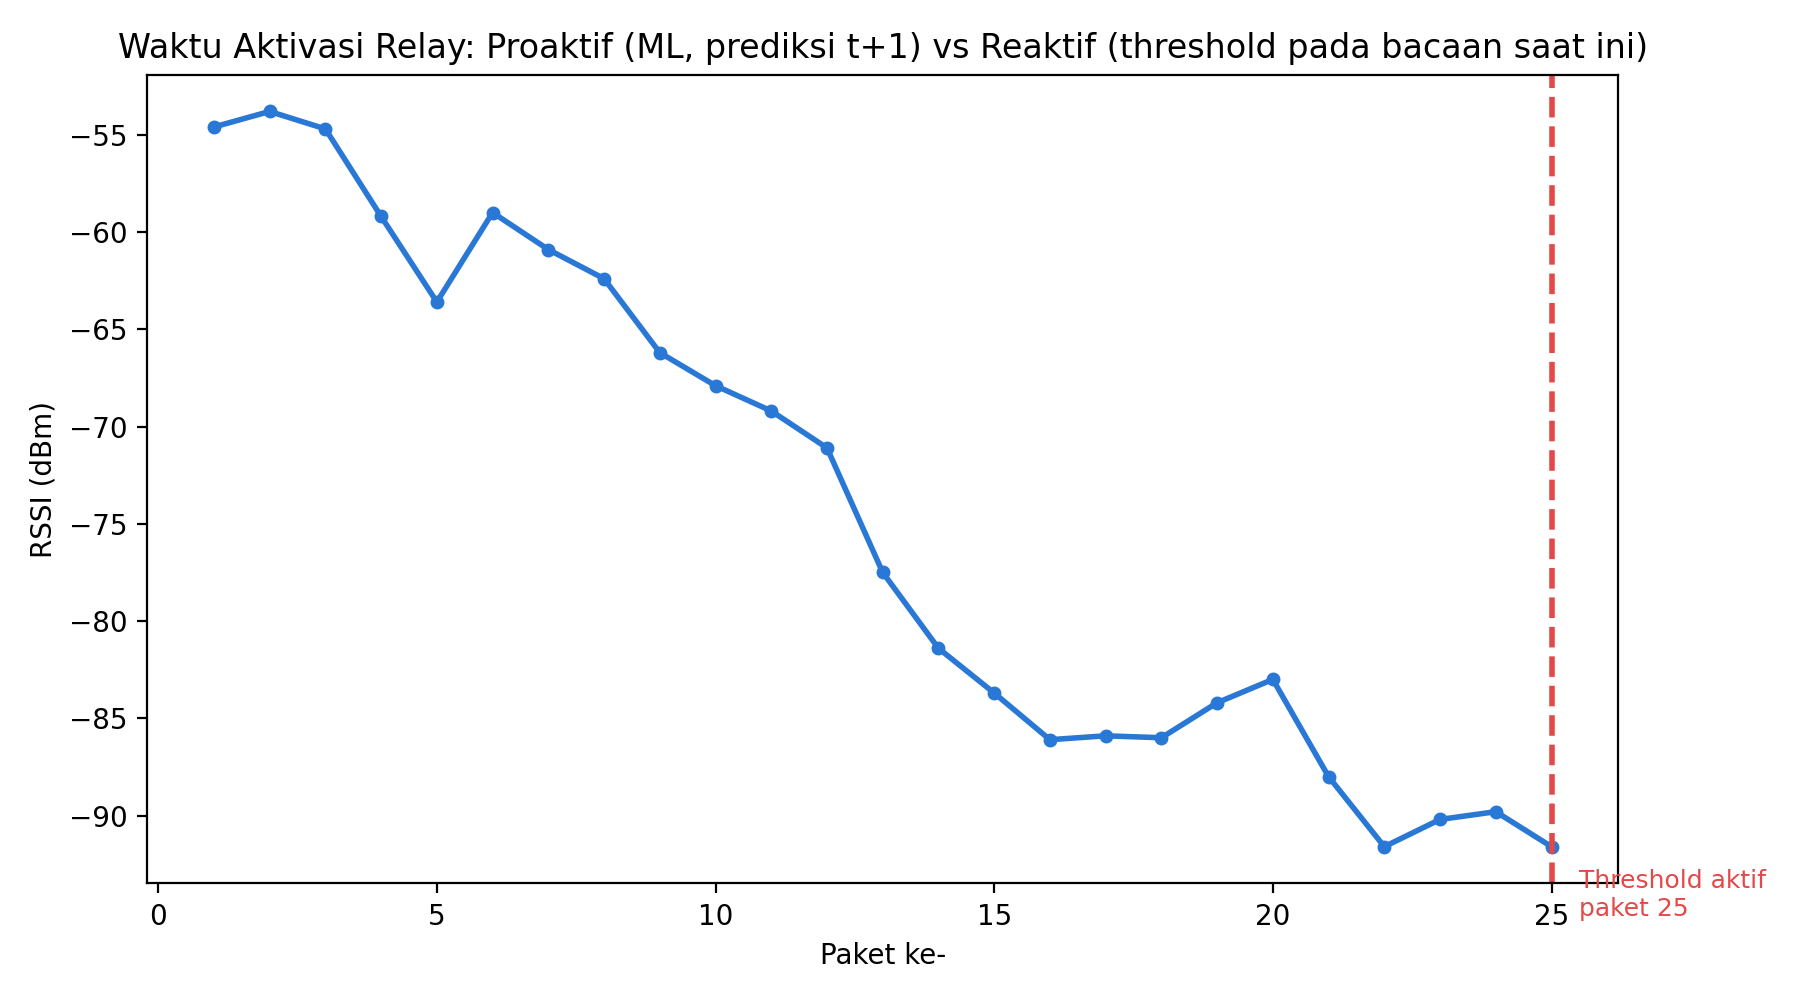 Waktu Aktivasi Relay: Proaktif (ML, prediksi t+1) vs Reaktif (threshold pada bacaan saat ini)
RSSI (dBm)
−55
−60
−65
−70
−75
−80
−85
−90
0
5
10
15
20
25
Threshold aktif
paket 25
Paket ke-